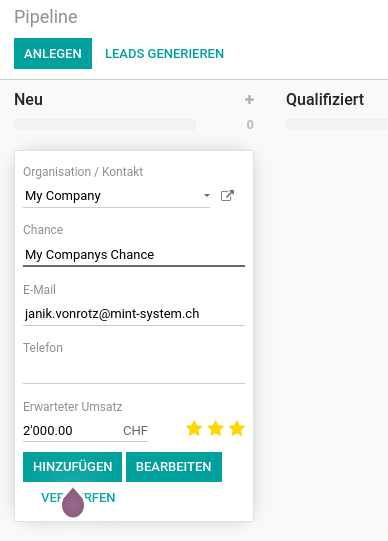 Pipeline
ANLEGEN LEADS GENERIEREN
Neu + Qualifiziert
0
Organisation / Kontakt
My Company
Chance
My Companys Chance
E-Mail
janik.vonrotz@mint-system.ch
Telefon
Erwarteter Umsatz
2'000.00 CHF
HINZUFÜGEN BEARBEITEN